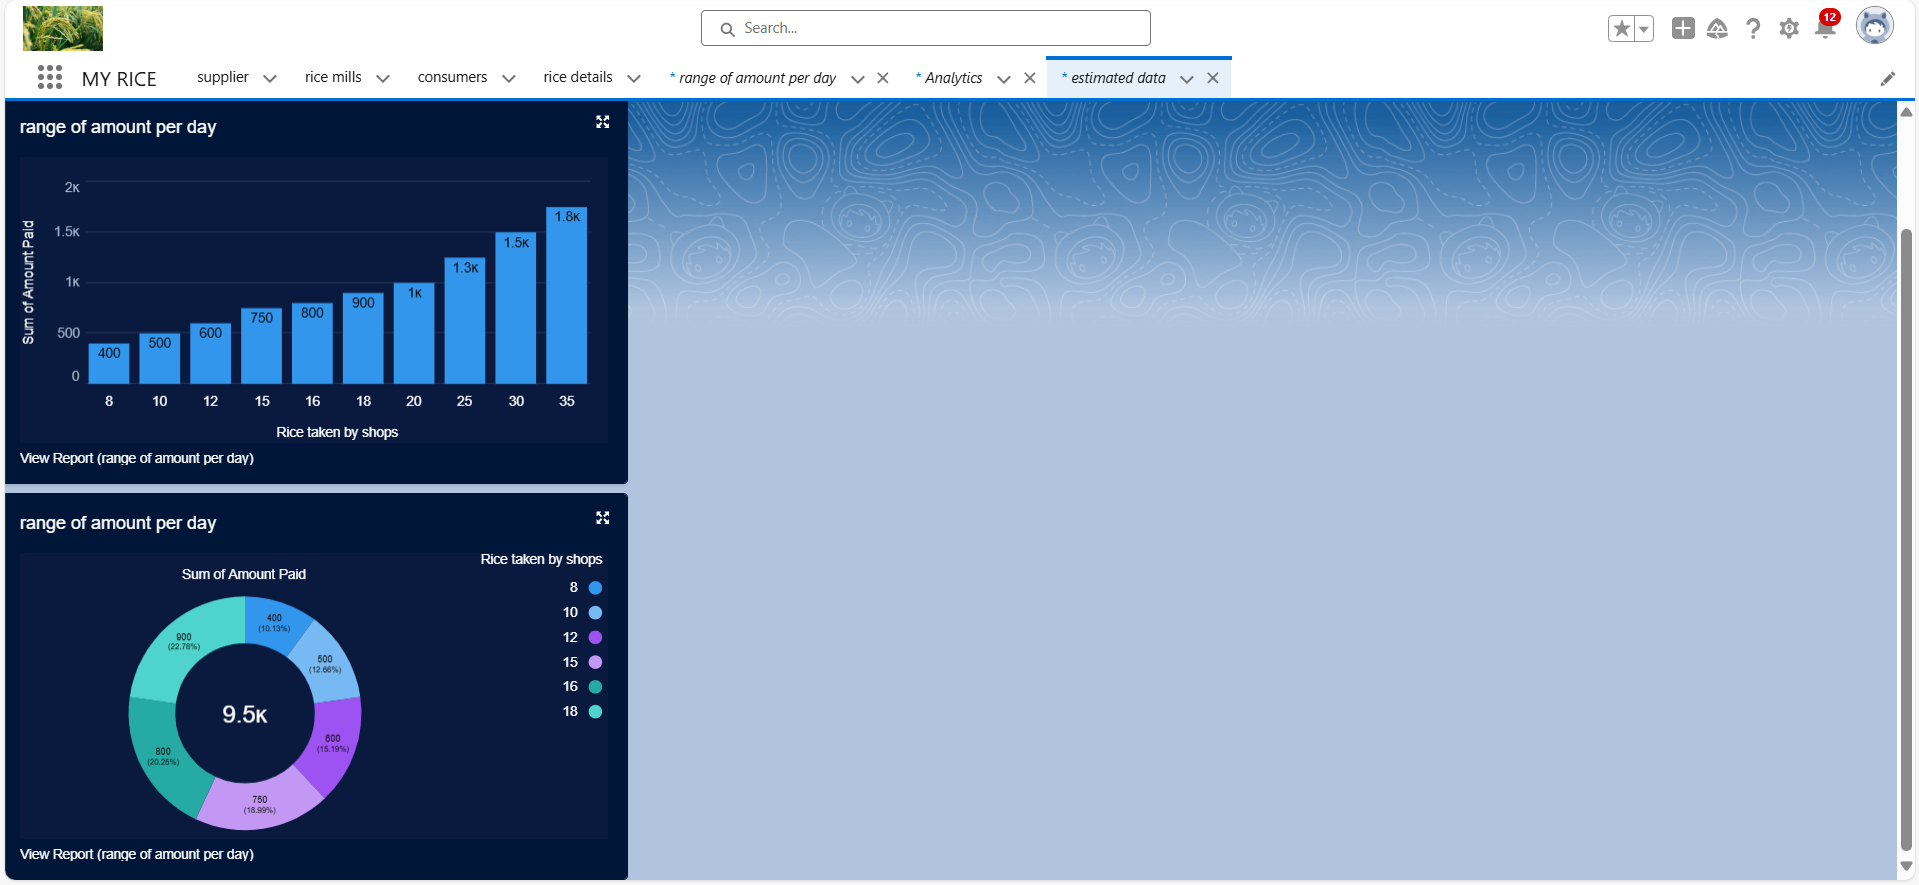 Search...
12
MY RICE
supplier
rice mills
consumers
rice details
* range of amount per day
* Analytics
* estimated data
range of amount per day
Sum of Amount Paid
2K
1.5K
1K
500
0
400
500
600
750
800
900
1K
1.3K
1.5K
1.8K
8 10 12 15 16 18 20 25 30 35
Rice taken by shops
View Report (range of amount per day)
range of amount per day
Rice taken by shops
8
10
12
15
16
18
Sum of Amount Paid
400
(10.13%)
500
(12.66%)
600
(15.19%)
750
(18.99%)
800
(20.25%)
900
(22.78%)
9.5K
View Report (range of amount per day)